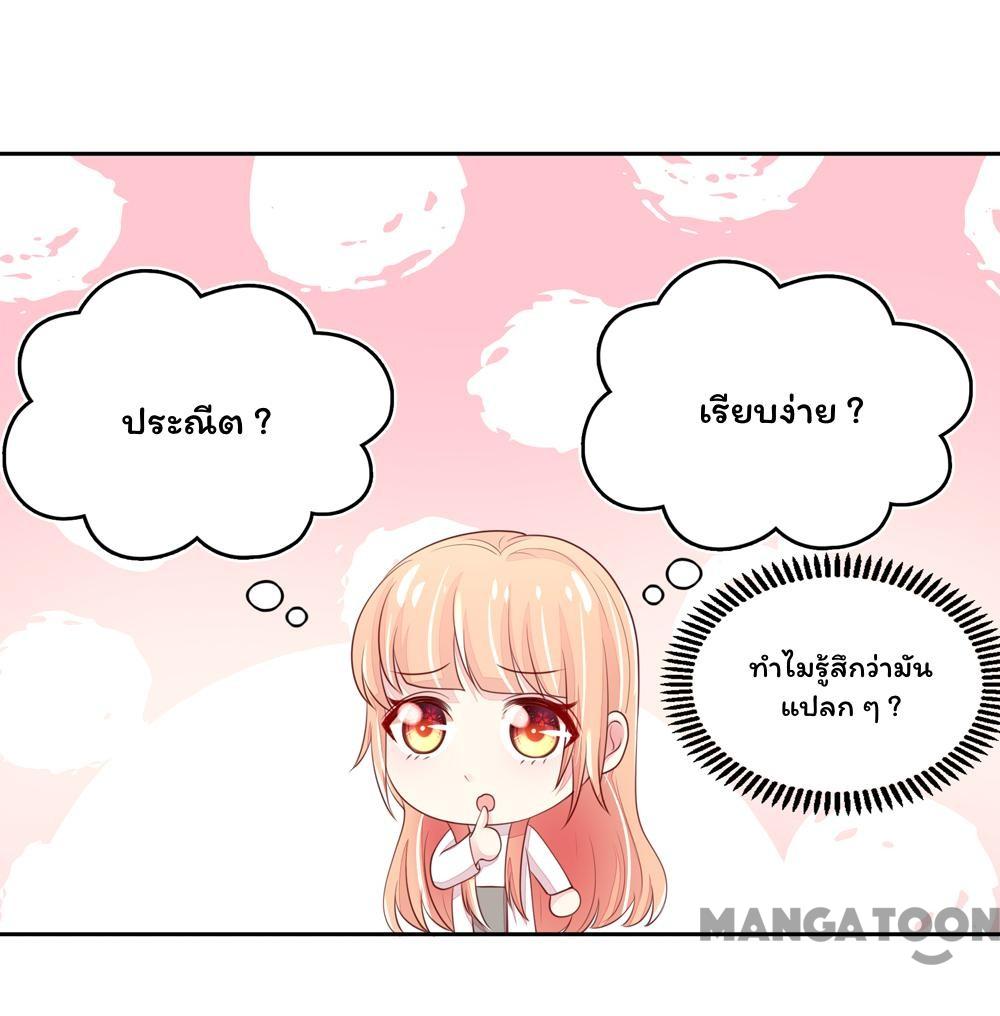 ประณีต ?
เรียบง่าย ?
ทำไมรู้สึกว่ามัน
แปลก ๆ ?
MANGATOON